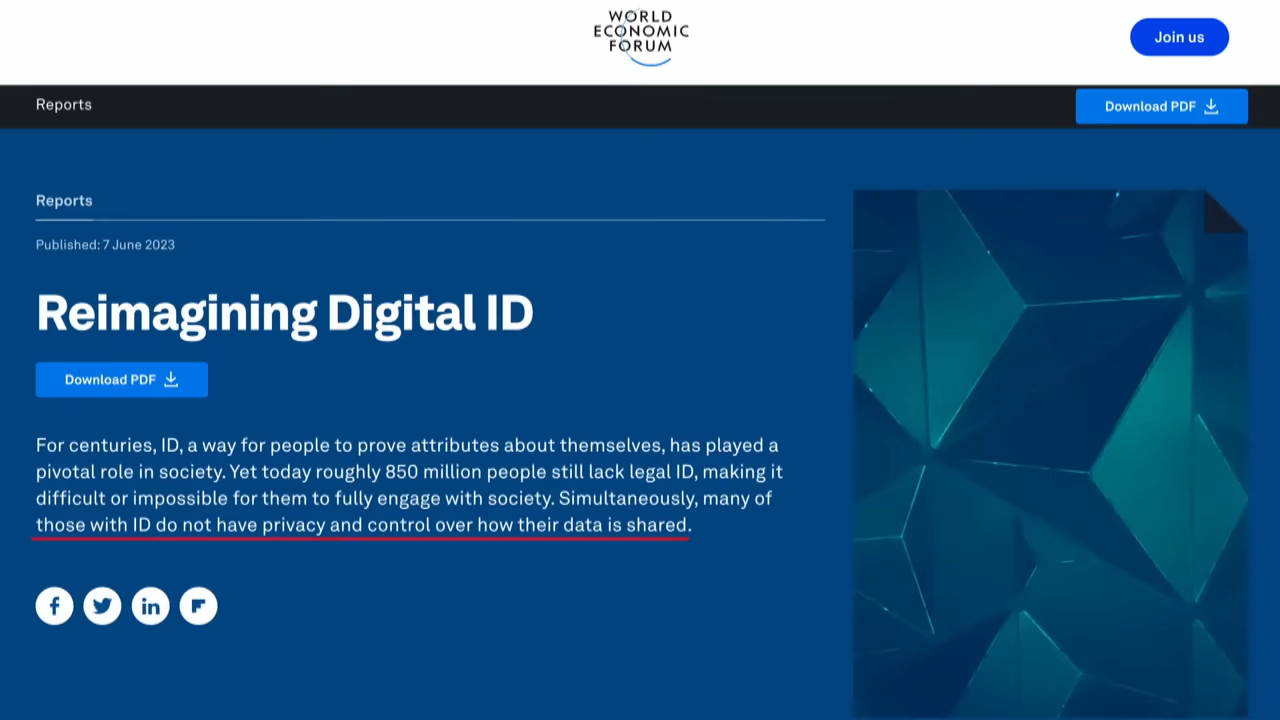 WORLD
ECONOMIC
FORUM
Join us
Reports
Download PDF
Reports
Published: 7 June 2023
Reimagining Digital ID
Download PDF
For centuries, ID, a way for people to prove attributes about themselves, has played a
pivotal role in society. Yet today roughly 850 million people still lack legal ID, making it
difficult or impossible for them to fully engage with society. Simultaneously, many of
those with ID do not have privacy and control over how their data is shared.